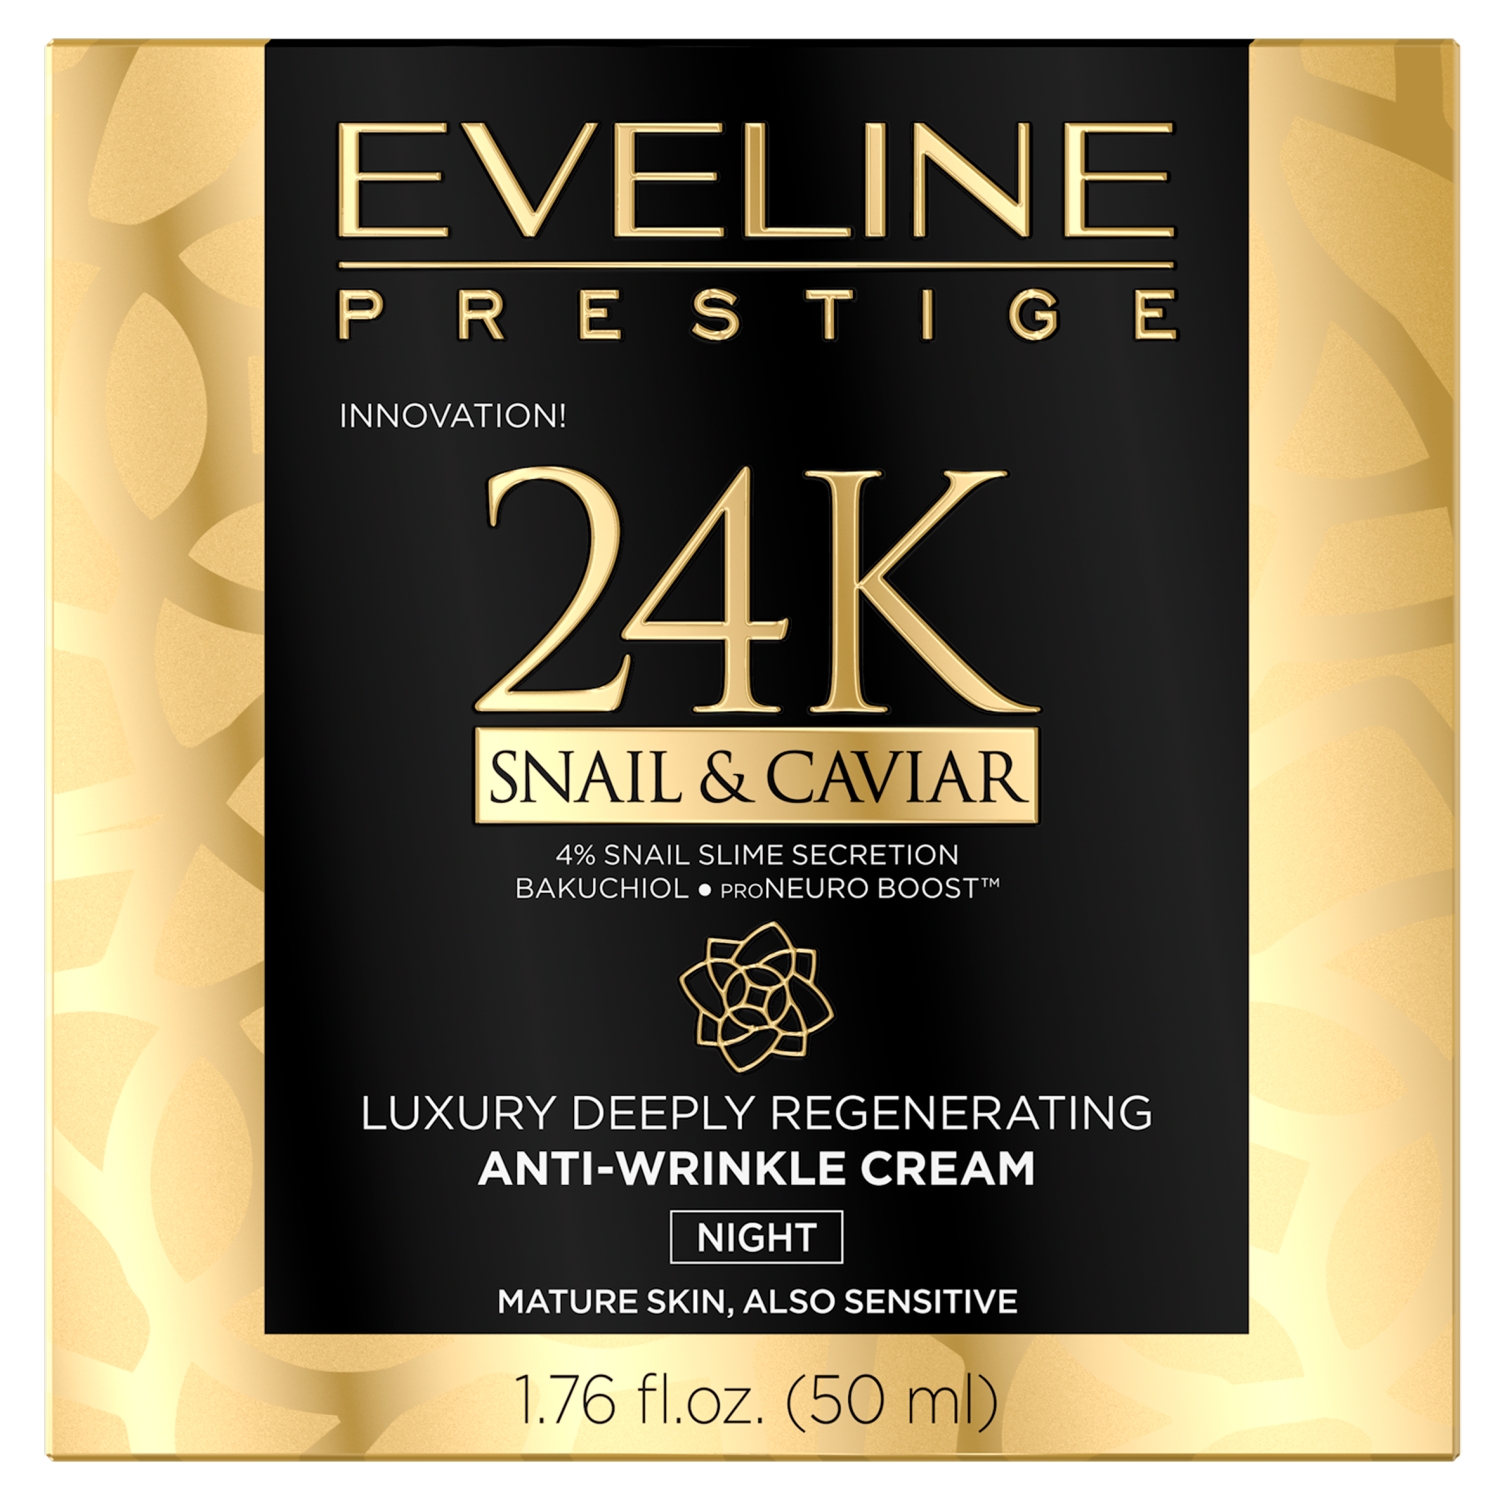 EVELINE
PRESTIGE
INNOVATION!
24K
SNAIL & CAVIAR
4% SNAIL SLIME SECRETION
BAKUCHIOL • PRONEURO BOOST™
LUXURY DEEPLY REGENERATING
ANTI-WRINKLE CREAM
NIGHT
MATURE SKIN, ALSO SENSITIVE
1.76 fl.oz. (50 ml)